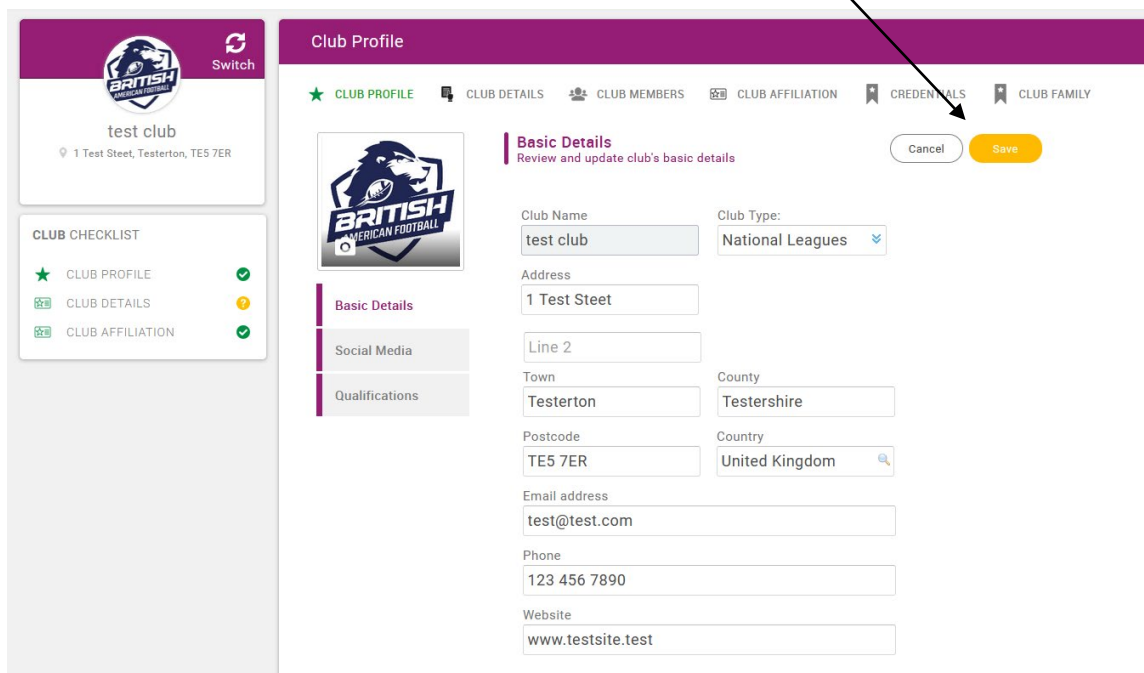 Switch
BRITISH
AMERICAN FOOTBALL
test club
1 Test Steet, Testerton, TE5 7ER
CLUB CHECKLIST
CLUB PROFILE
CLUB DETAILS
?
CLUB AFFILIATION
Club Profile
CLUB PROFILE CLUB DETAILS CLUB MEMBERS CLUB AFFILIATION CREDENTIALS CLUB FAMILY
BRITISH
AMERICAN FOOTBALL
Basic Details
Social Media
Qualifications
Basic Details
Review and update club's basic details
Cancel Save
Club Name Club Type:
test club National Leagues
Address
1 Test Steet
Line 2
Town County
Testerton Testershire
Postcode Country
TE5 7ER United Kingdom
Email address
test@test.com
Phone
123 456 7890
Website
www.testsite.test